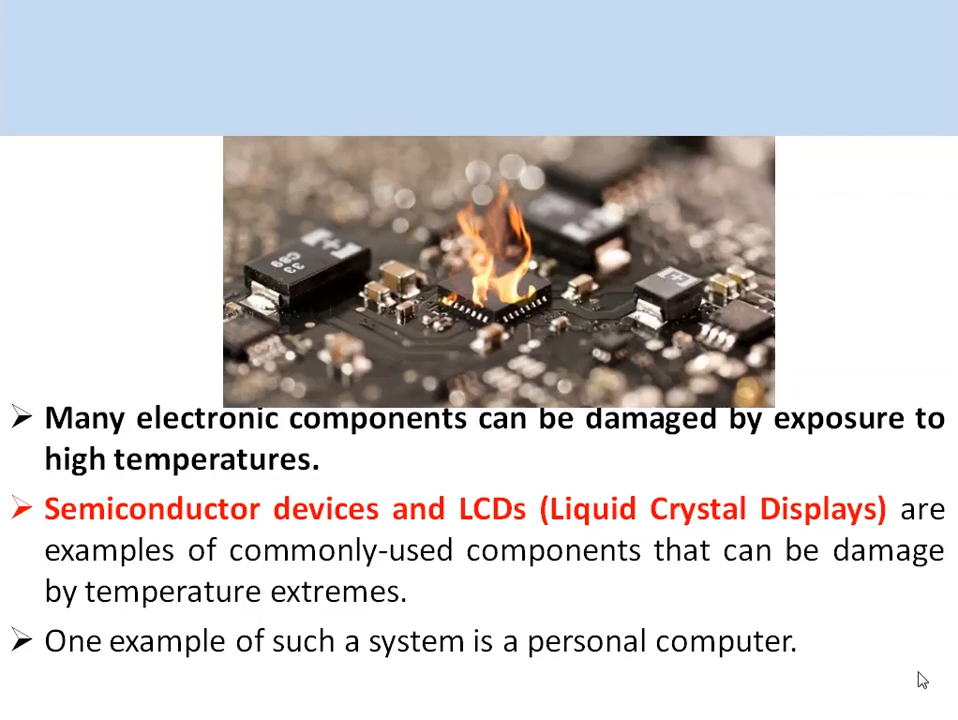 33
C89
➢ Many electronic components can be damaged by exposure to
high temperatures.
➢ Semiconductor devices and LCDs (Liquid Crystal Displays) are
examples of commonly-used components that can be damage
by temperature extremes.
➢ One example of such a system is a personal computer.